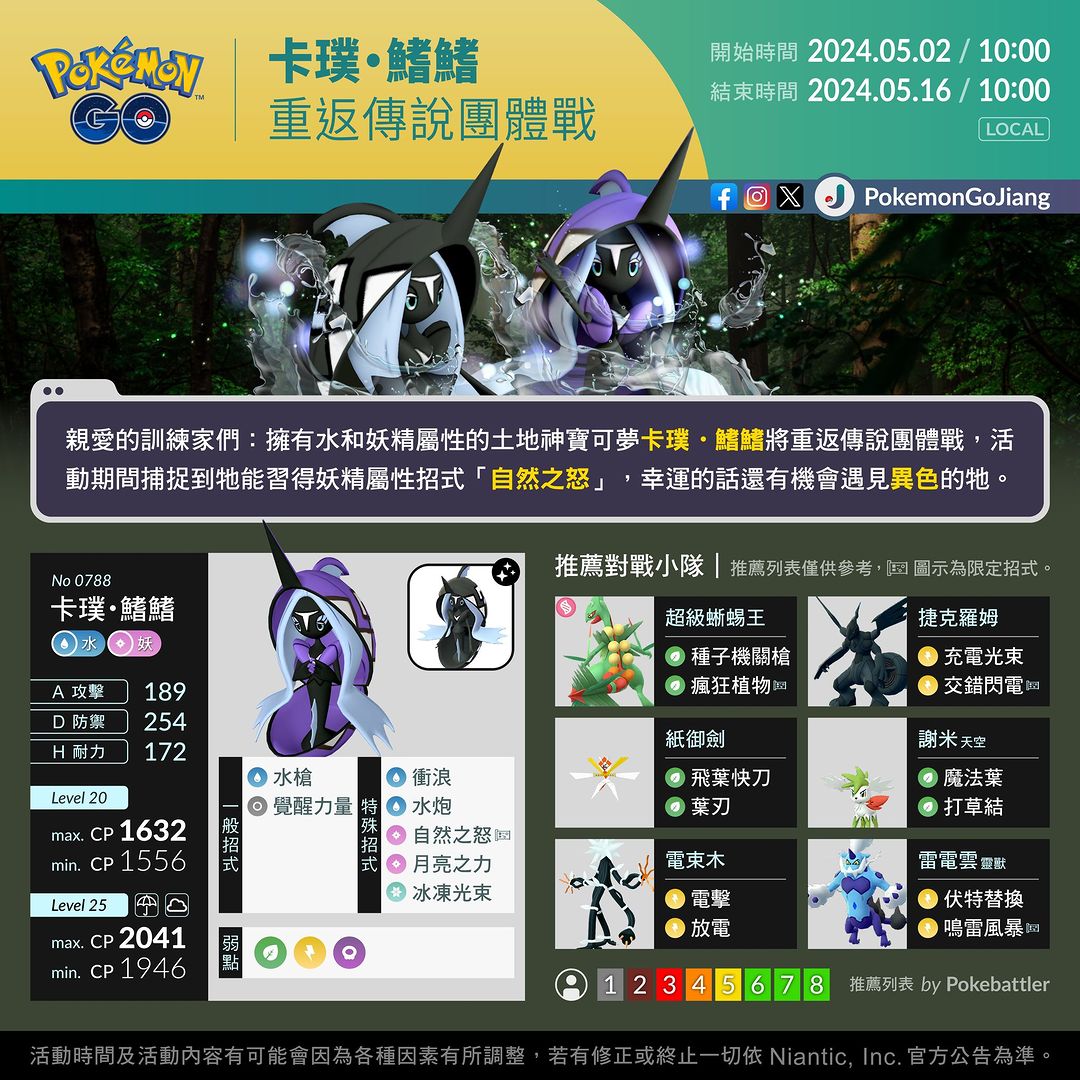 POKÉMON
GO
TM
卡璞・鰭鰭
重返傳說團體戰
開始時間 2024.05.02 / 10:00
結束時間 2024.05.16 / 10:00
LOCAL
PokemonGoJiang
親愛的訓練家們：擁有水和妖精屬性的土地神寶可夢卡璞・鰭鰭將重返傳說團體戰，活
動期間捕捉到牠能習得妖精屬性招式「自然之怒」，幸運的話還有機會遇見異色的牠。
No 0788
卡璞・鰭鰭
水 妖
A 攻擊 189
D 防禦 254
H 耐力 172
Level 20
max. CP 1632
min. CP 1556
Level 25
max. CP 2041
min. CP 1946
一般招式
水槍
覺醒力量
特殊招式
衝浪
水炮
自然之怒
月亮之力
冰凍光束
弱點
推薦對戰小隊 | 推薦列表僅供參考，圖示為限定招式。
超級蜥蜴王
種子機關槍
瘋狂植物
捷克羅姆
充電光束
交錯閃電
紙御劍
飛葉快刀
葉刃
謝米 天空
魔法葉
打草結
電束木
電擊
放電
雷電雲 靈獸
伏特替換
鳴雷風暴
1 2 3 4 5 6 7 8
推薦列表 by Pokebattler
活動時間及活動內容有可能會因為各種因素有所調整，若有修正或終止一切依 Niantic, Inc. 官方公告為準。